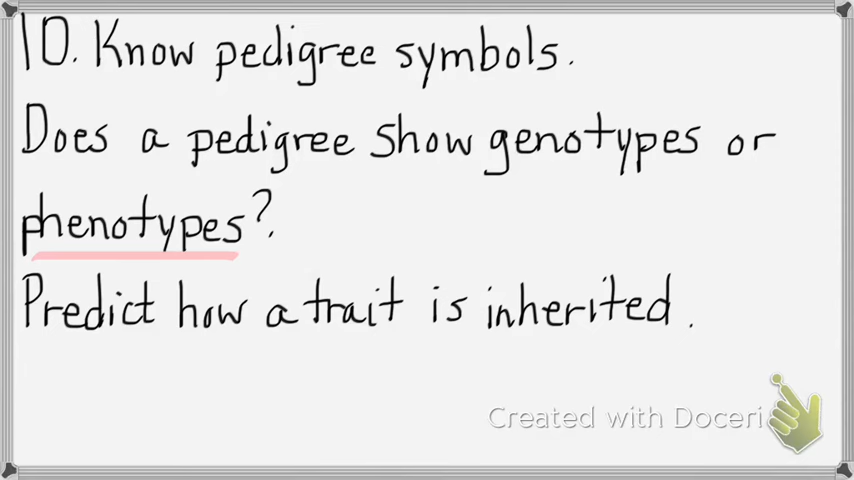 10. Know pedigree symbols.
Does a pedigree show genotypes or
phenotypes?
Predict how a trait is inherited.
Created with Doceri